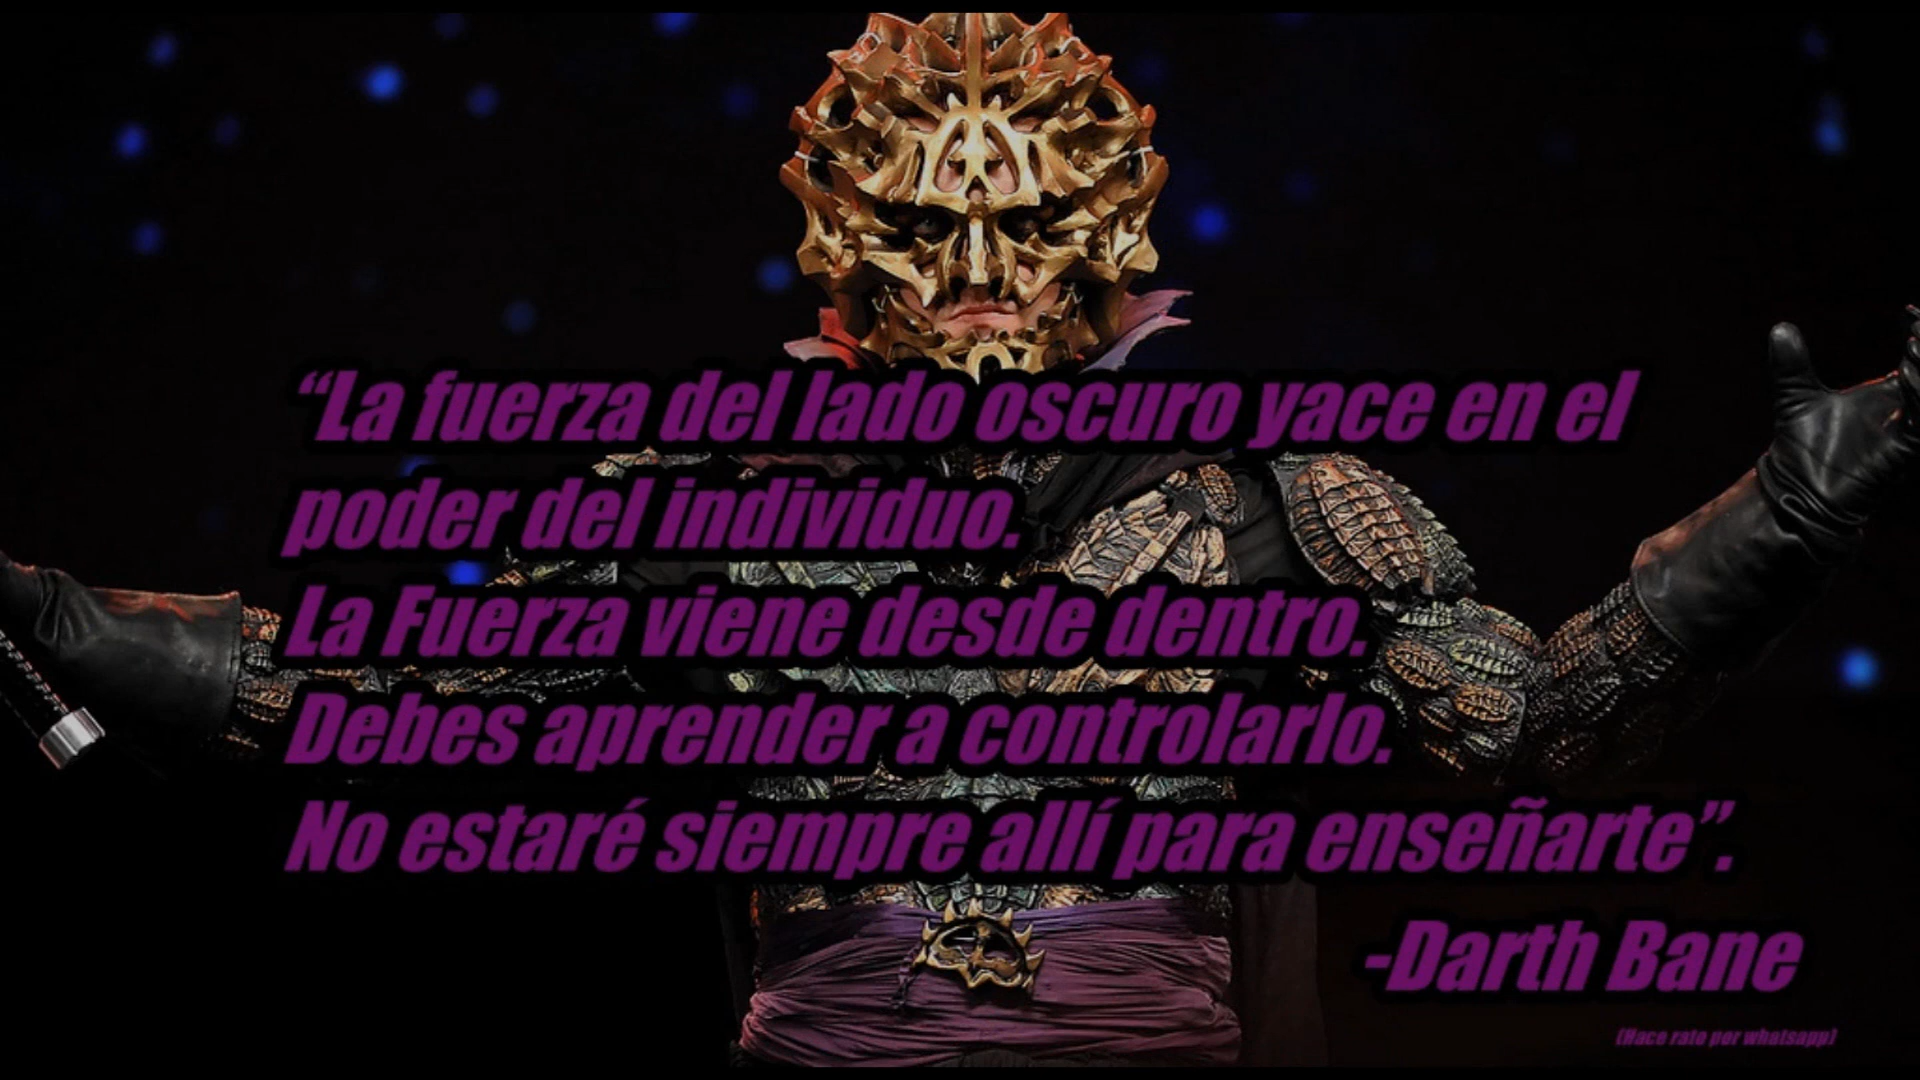 “La fuerza del lado oscuro yace en el
poder del individuo.
La Fuerza viene desde dentro.
Debes aprender a controlarlo.
No estaré siempre allí para enseñarte”.
-Darth Bane
(Hace rato por whatsapp)